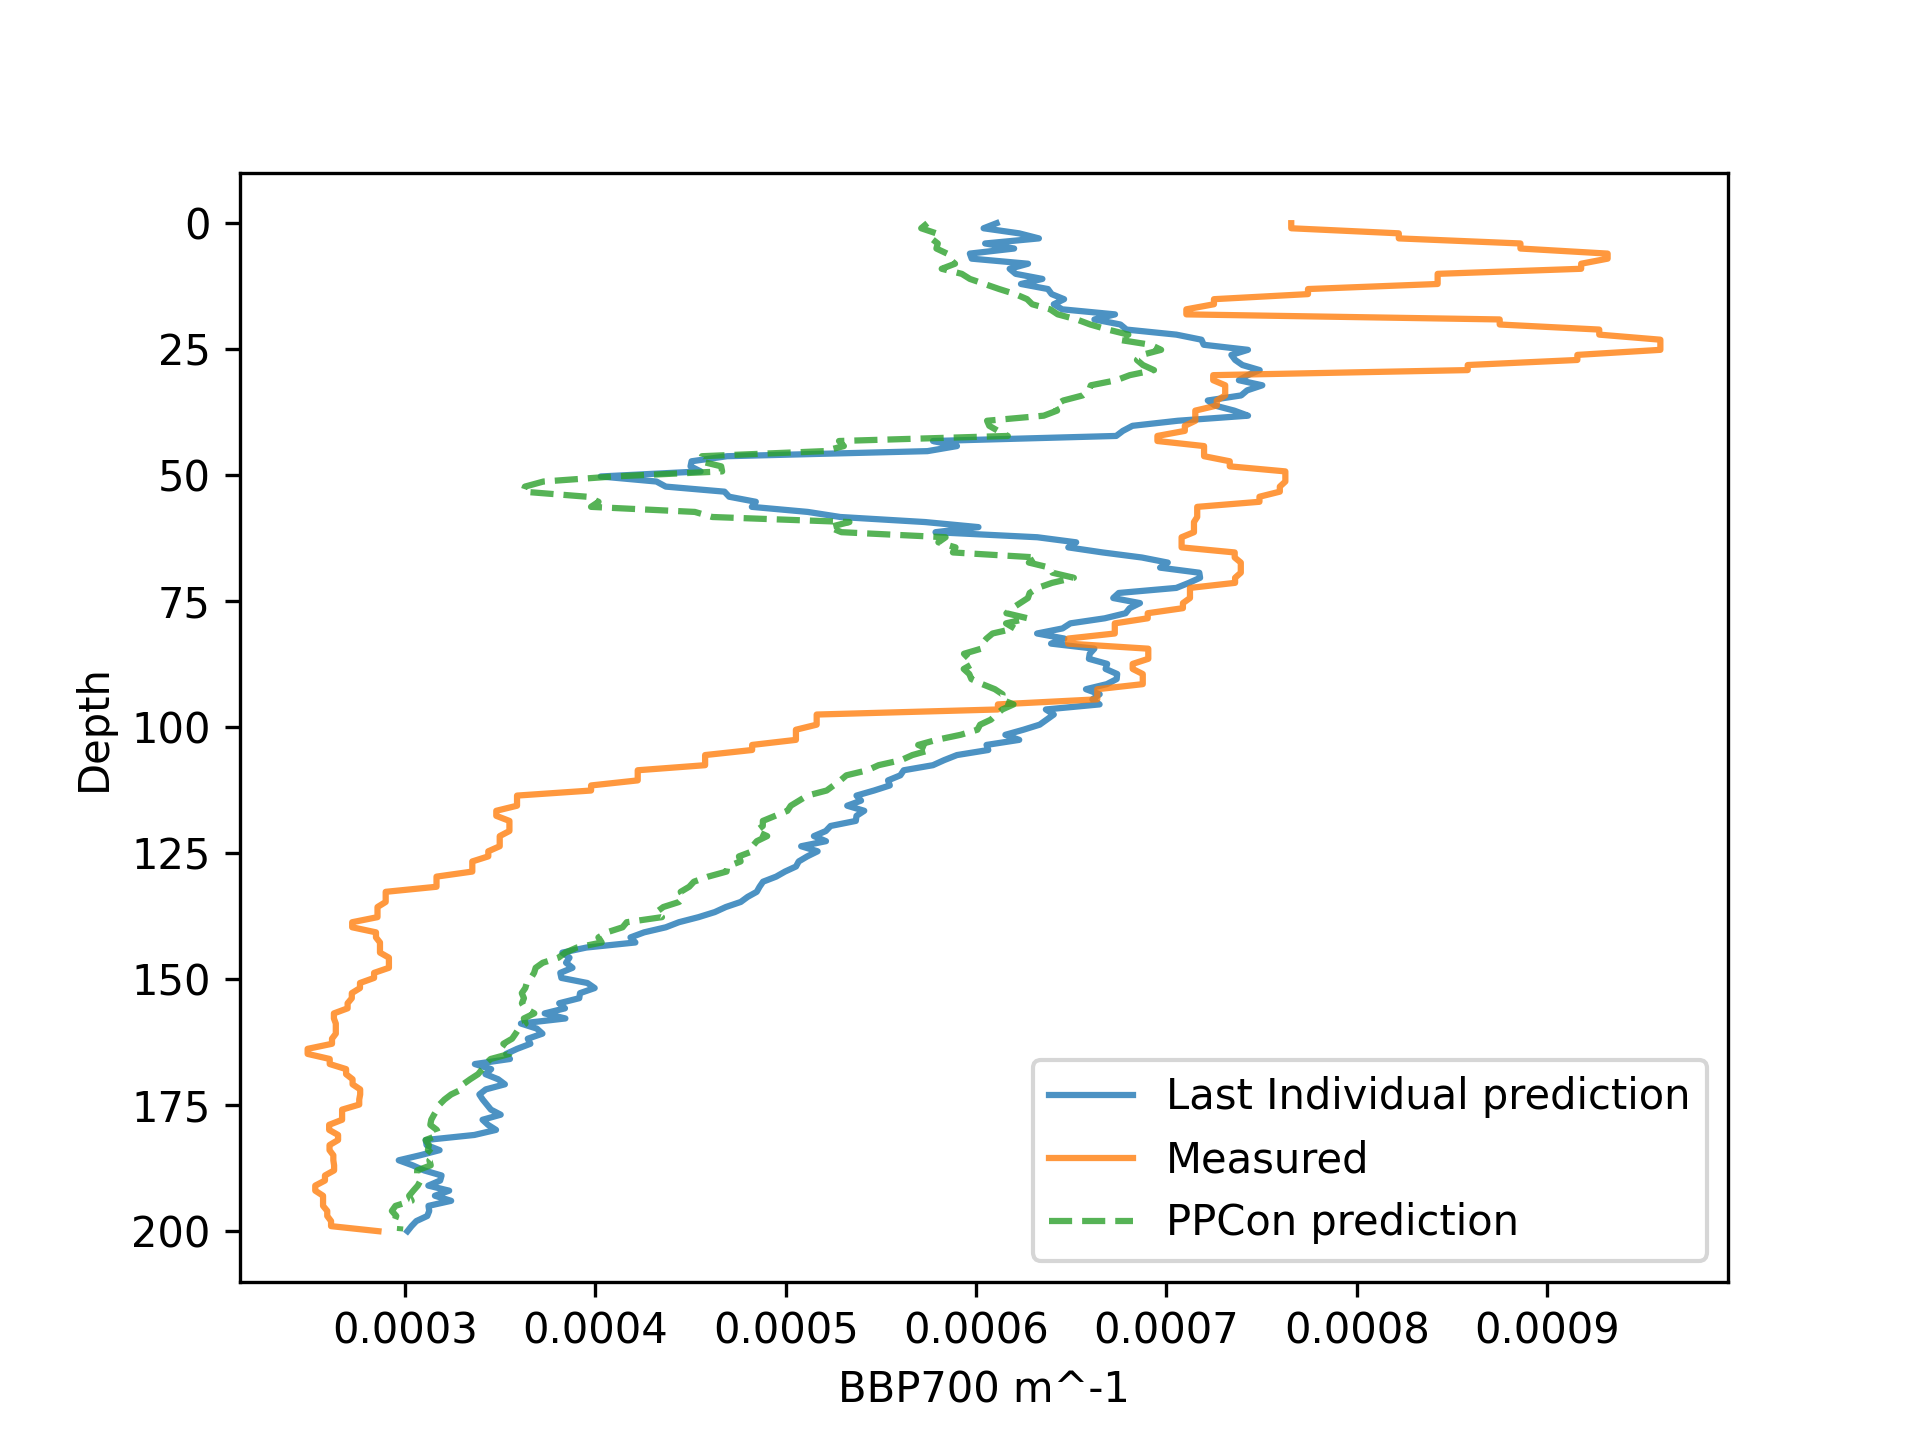 0
25
50
75
100
125
150
175
200
Depth
0.0003 0.0004 0.0005 0.0006 0.0007 0.0008 0.0009
BBP700 m^-1
Last Individual prediction
Measured
PPCon prediction